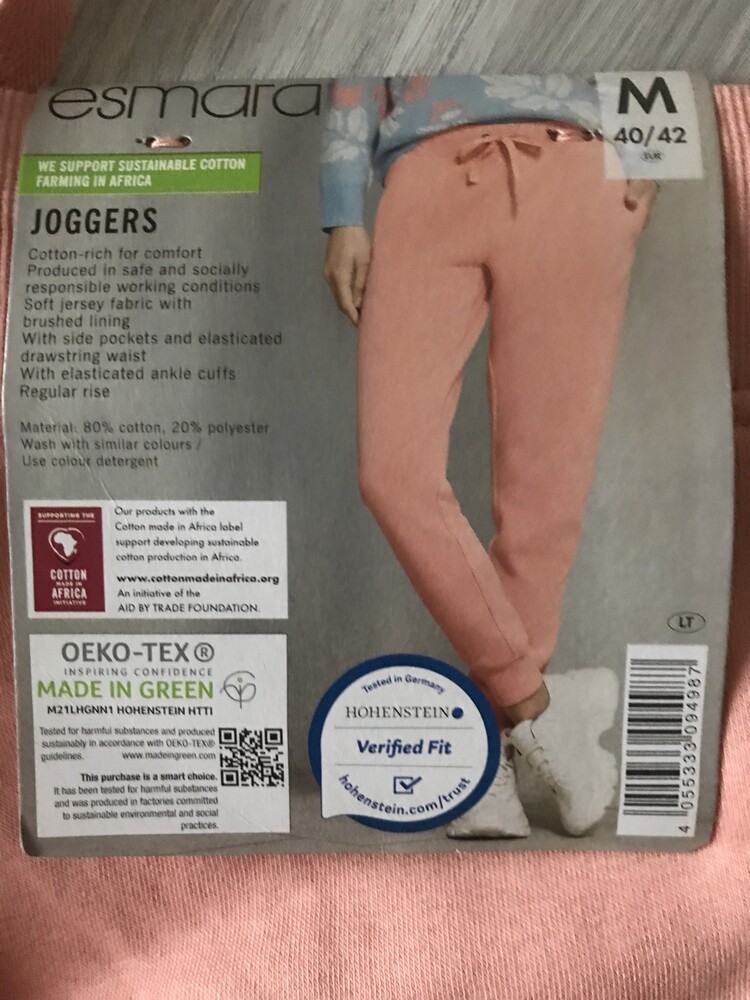 esmara
M
40/42
EUR
WE SUPPORT SUSTAINABLE COTTON
FARMING IN AFRICA
JOGGERS
Cotton-rich for comfort
Produced in safe and socially
responsible working conditions
Soft jersey fabric with
brushed lining
With side pockets and elasticated
drawstring waist
With elasticated ankle cuffs
Regular rise
Material: 80% cotton, 20% polyester
Wash with similar colours /
Use colour detergent
SUPPORTING THE
COTTON
MADE IN
AFRICA
INITIATIVE
Our products with the
Cotton made in Africa label
support developing sustainable
cotton production in Africa.
www.cottonmadeinafrica.org
An initiative of the
AID BY TRADE FOUNDATION.
OEKO-TEX®
INSPIRING CONFIDENCE
MADE IN GREEN
M21LHGNN1 HOHENSTEIN HTTI
Tested for harmful substances and produced
sustainably in accordance with OEKO-TEX®
guidelines. www.madeingreen.com
This purchase is a smart choice.
It has been tested for harmful substances
and was produced in factories committed
to sustainable environmental and social
practices.
Tested in Germany
HOHENSTEIN
Verified Fit
hohenstein.com/trust
LT
4 055333 094987